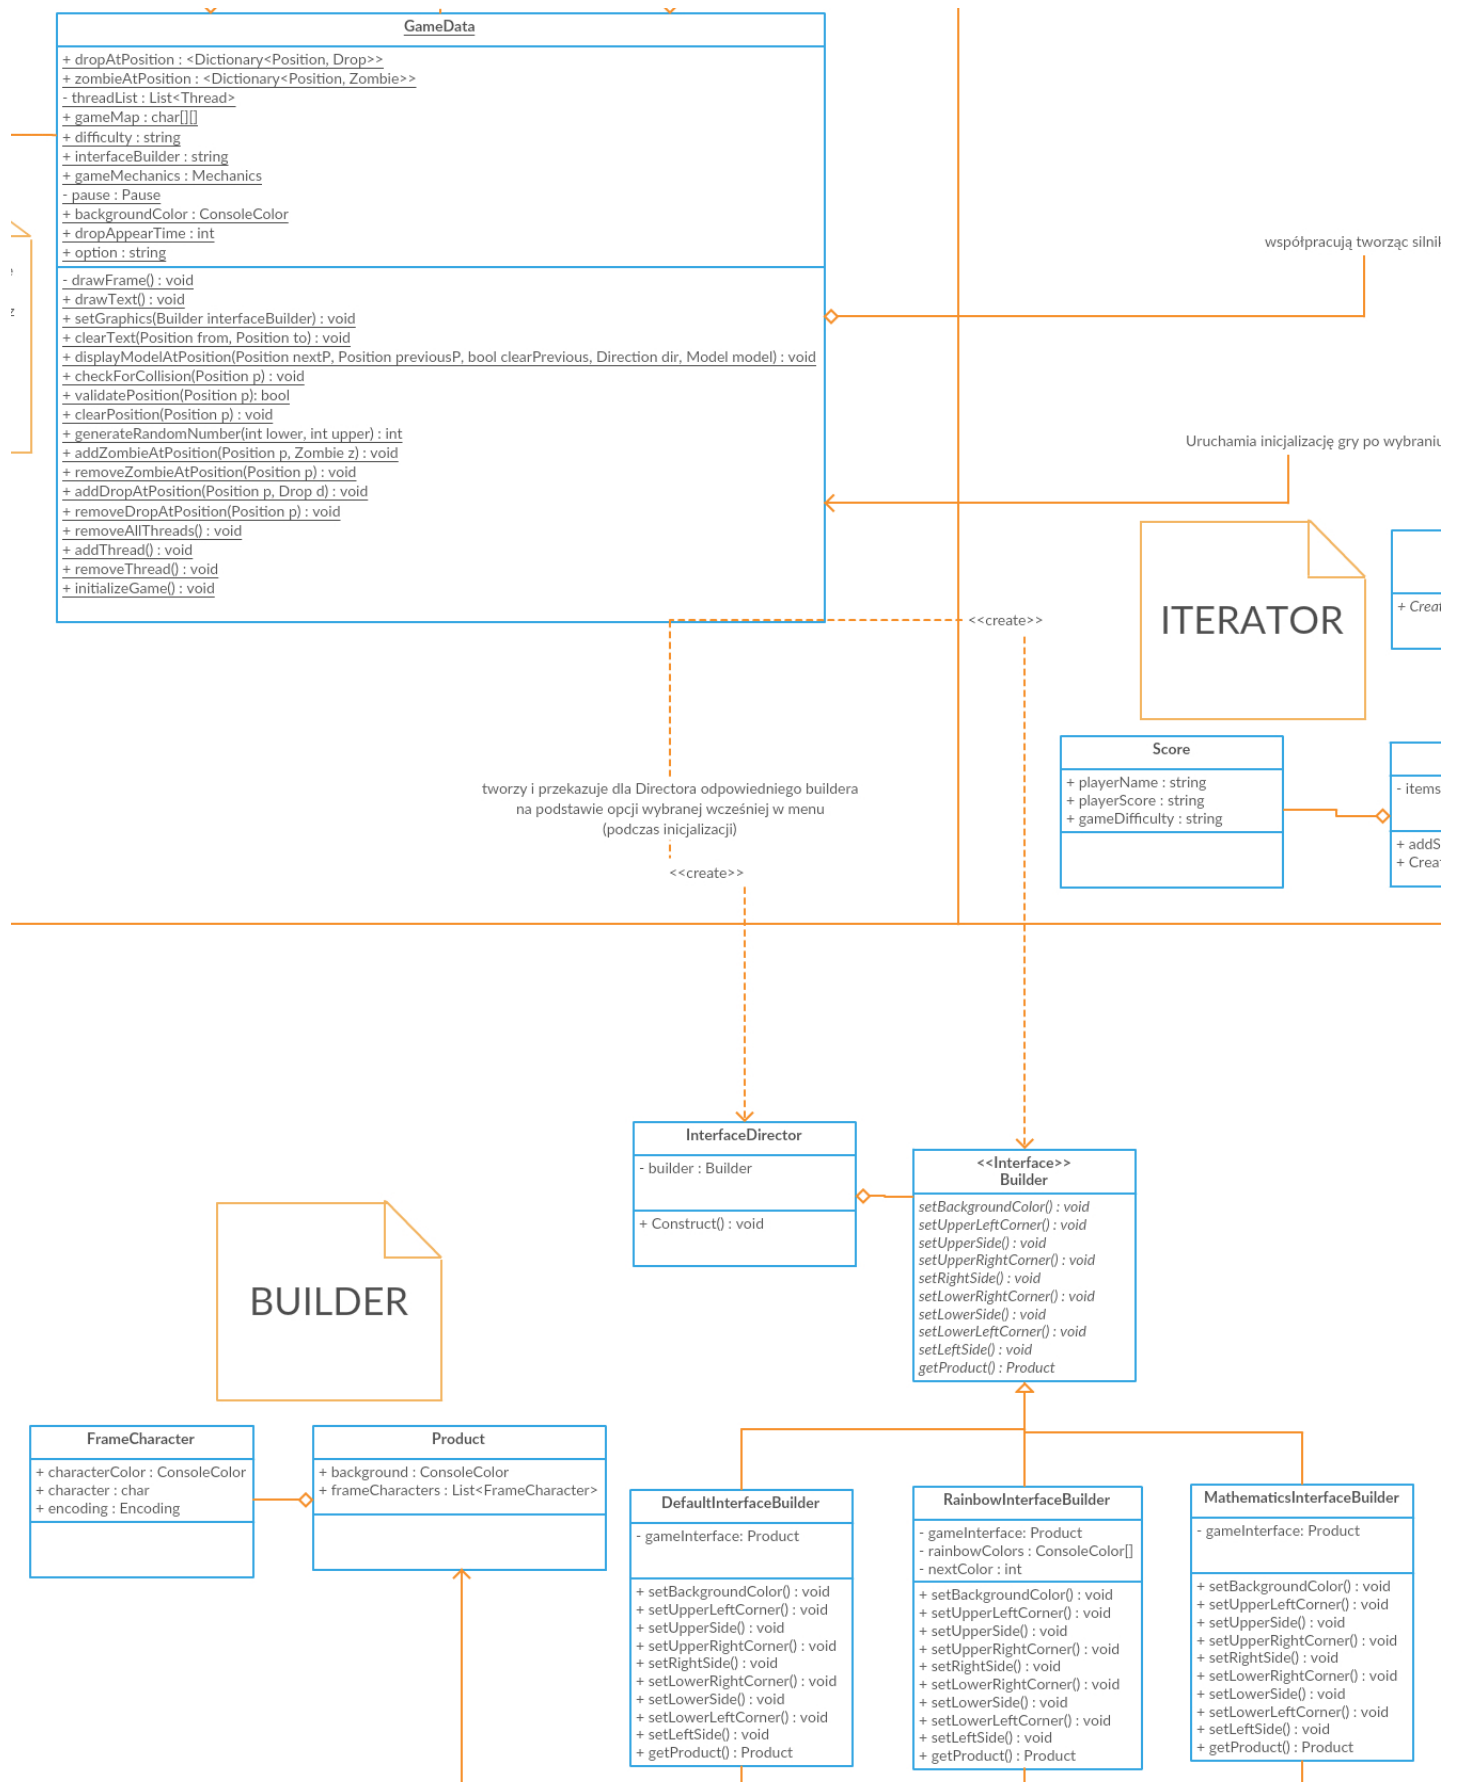 GameData
+ dropAtPosition : <Dictionary<Position, Drop>>
+ zombieAtPosition : <Dictionary<Position, Zombie>>
- threadList : List<Thread>
+ gameMap : char[][]
+ difficulty : string
+ interfaceBuilder : string
+ gameMechanics : Mechanics
- pause : Pause
+ backgroundColor : ConsoleColor
+ dropAppearTime : int
+ option : string
- drawFrame() : void
+ drawText() : void
+ setGraphics(Builder interfaceBuilder) : void
+ clearText(Position from, Position to) : void
+ displayModelAtPosition(Position nextP, Position previousP, bool clearPrevious, Direction dir, Model model) : void
+ checkForCollision(Position p) : void
+ validatePosition(Position p): bool
+ clearPosition(Position p) : void
+ generateRandomNumber(int lower, int upper) : int
+ addZombieAtPosition(Position p, Zombie z) : void
+ removeZombieAtPosition(Position p) : void
+ addDropAtPosition(Position p, Drop d) : void
+ removeDropAtPosition(Position p) : void
+ removeAllThreads() : void
+ addThread() : void
+ removeThread() : void
+ initializeGame() : void
z
współpracują tworząc silnik
Uruchamia inicjalizację gry po wybraniu
ITERATOR
+ Creat
<<create>>
Score
+ playerName : string
+ playerScore : string
+ gameDifficulty : string
- items
+ addS
+ Creat
tworzy i przekazuje dla Directora odpowiedniego buildera
na podstawie opcji wybranej wcześniej w menu
(podczas inicjalizacji)
<<create>>
InterfaceDirector
- builder : Builder
+ Construct() : void
<<Interface>>
Builder
setBackgroundColor() : void
setUpperLeftCorner() : void
setUpperSide() : void
setUpperRightCorner() : void
setRightSide() : void
setLowerRightCorner() : void
setLowerSide() : void
setLowerLeftCorner() : void
setLeftSide() : void
getProduct() : Product
BUILDER
FrameCharacter
+ characterColor : ConsoleColor
+ character : char
+ encoding : Encoding
Product
+ background : ConsoleColor
+ frameCharacters : List<FrameCharacter>
DefaultInterfaceBuilder
- gameInterface: Product
+ setBackgroundColor() : void
+ setUpperLeftCorner() : void
+ setUpperSide() : void
+ setUpperRightCorner() : void
+ setRightSide() : void
+ setLowerRightCorner() : void
+ setLowerSide() : void
+ setLowerLeftCorner() : void
+ setLeftSide() : void
+ getProduct() : Product
RainbowInterfaceBuilder
- gameInterface: Product
- rainbowColors : ConsoleColor[]
- nextColor : int
+ setBackgroundColor() : void
+ setUpperLeftCorner() : void
+ setUpperSide() : void
+ setUpperRightCorner() : void
+ setRightSide() : void
+ setLowerRightCorner() : void
+ setLowerSide() : void
+ setLowerLeftCorner() : void
+ setLeftSide() : void
+ getProduct() : Product
MathematicsInterfaceBuilder
- gameInterface: Product
+ setBackgroundColor() : void
+ setUpperLeftCorner() : void
+ setUpperSide() : void
+ setUpperRightCorner() : void
+ setRightSide() : void
+ setLowerRightCorner() : void
+ setLowerSide() : void
+ setLowerLeftCorner() : void
+ setLeftSide() : void
+ getProduct() : Product